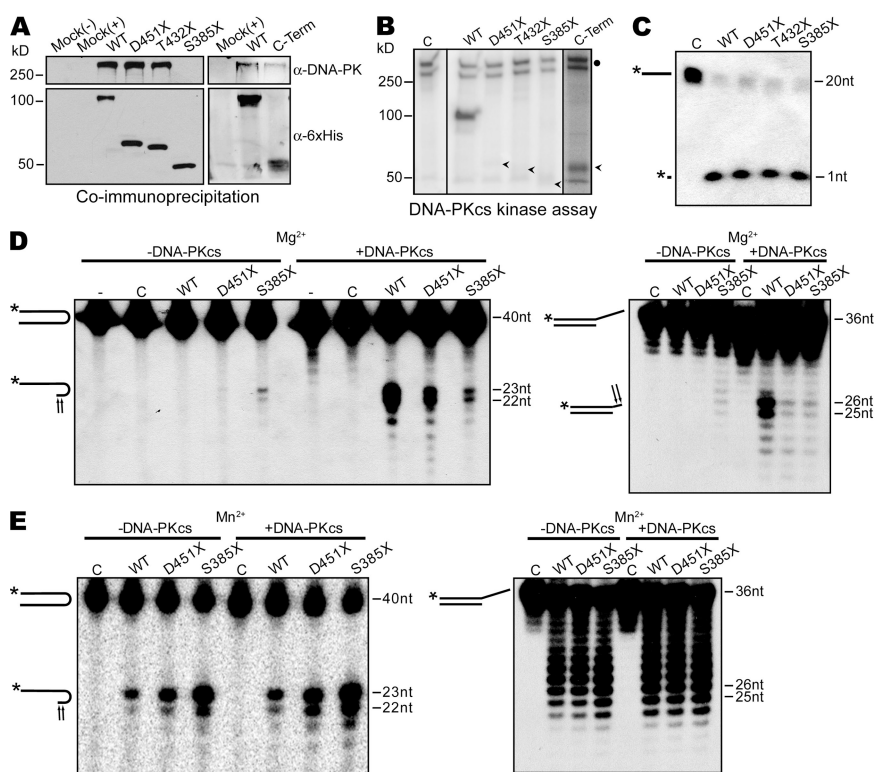 A
kD
Mock(-)
Mock(+)
WT
D451X
T432X
S385X
Mock(+)
WT
C-Term
250
100
50
α-DNA-PK
α-6xHis
Co-immunoprecipitation
B
kD
C
WT
D451X
T432X
S385X
C-Term
250
100
50
DNA-PKcs kinase assay
C
C
WT
D451X
T432X
S385X
*
20nt
*
1nt
D
Mg2+
-DNA-PKcs
+DNA-PKcs
- C WT D451X S385X - C WT D451X S385X
*
40nt
*
23nt
22nt
Mg2+
-DNA-PKcs
+DNA-PKcs
C WT D451X S385X C WT D451X S385X
*
36nt
*
26nt
25nt
E
Mn2+
-DNA-PKcs
+DNA-PKcs
C WT D451X S385X C WT D451X S385X
*
40nt
*
23nt
22nt
Mn2+
-DNA-PKcs
+DNA-PKcs
C WT D451X S385X C WT D451X S385X
*
36nt
26nt
25nt